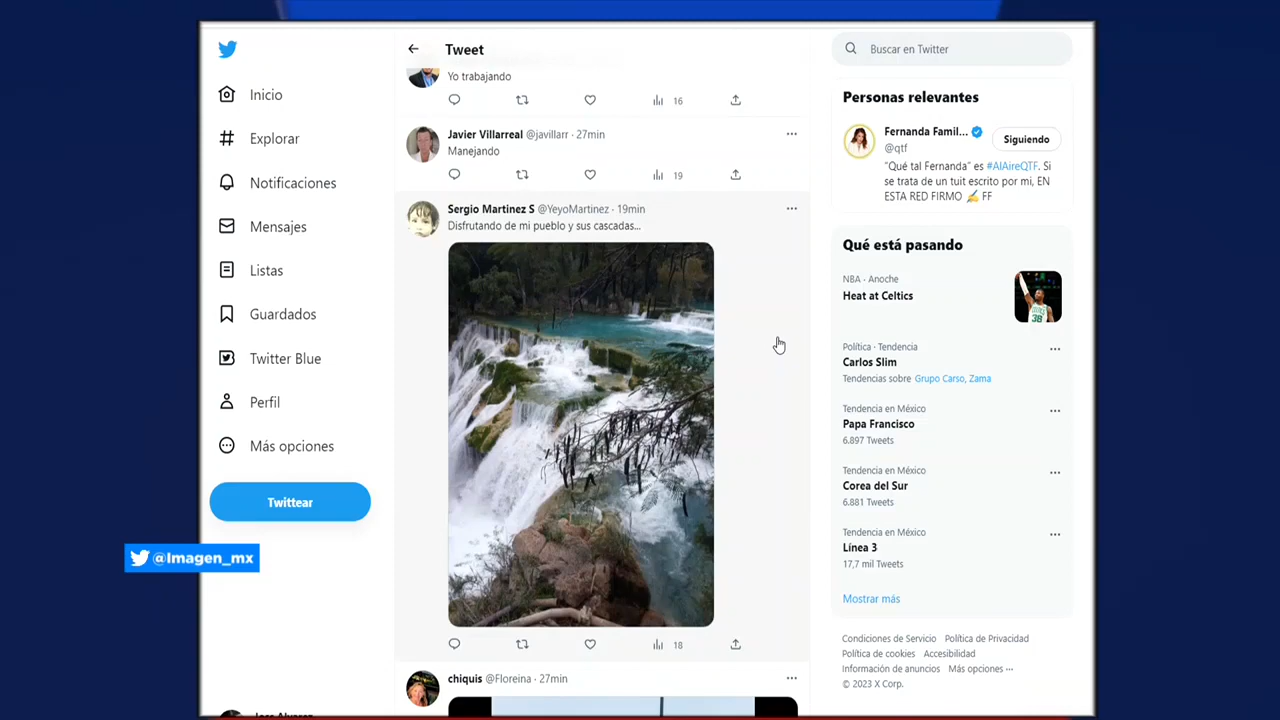 Tweet
Buscar en Twitter
Inicio
Explorar
Notificaciones
Mensajes
Listas
Guardados
Twitter Blue
Perfil
Más opciones
Twittear
@Imagen_mx
Yo trabajando
16
Javier Villarreal @javillarr · 27min
Manejando
19
Sergio Martinez S @YeyoMartinez · 19min
Disfrutando de mi pueblo y sus cascadas...
18
chiquis @Floreina · 27min
Personas relevantes
Fernanda Famil...
Siguiendo
@qtf
"Qué tal Fernanda" es #AlAireQTF. Si
se trata de un tuit escrito por mi, EN
ESTA RED FIRMO ✍️ FF
Qué está pasando
NBA · Anoche
Heat at Celtics
Política · Tendencia
Carlos Slim
Tendencias sobre Grupo Carso, Zama
Tendencia en México
Papa Francisco
6.897 Tweets
Tendencia en México
Corea del Sur
6.881 Tweets
Tendencia en México
Línea 3
17,7 mil Tweets
Mostrar más
Condiciones de Servicio Política de Privacidad
Política de cookies Accesibilidad
Información de anuncios Más opciones ···
© 2023 X Corp.